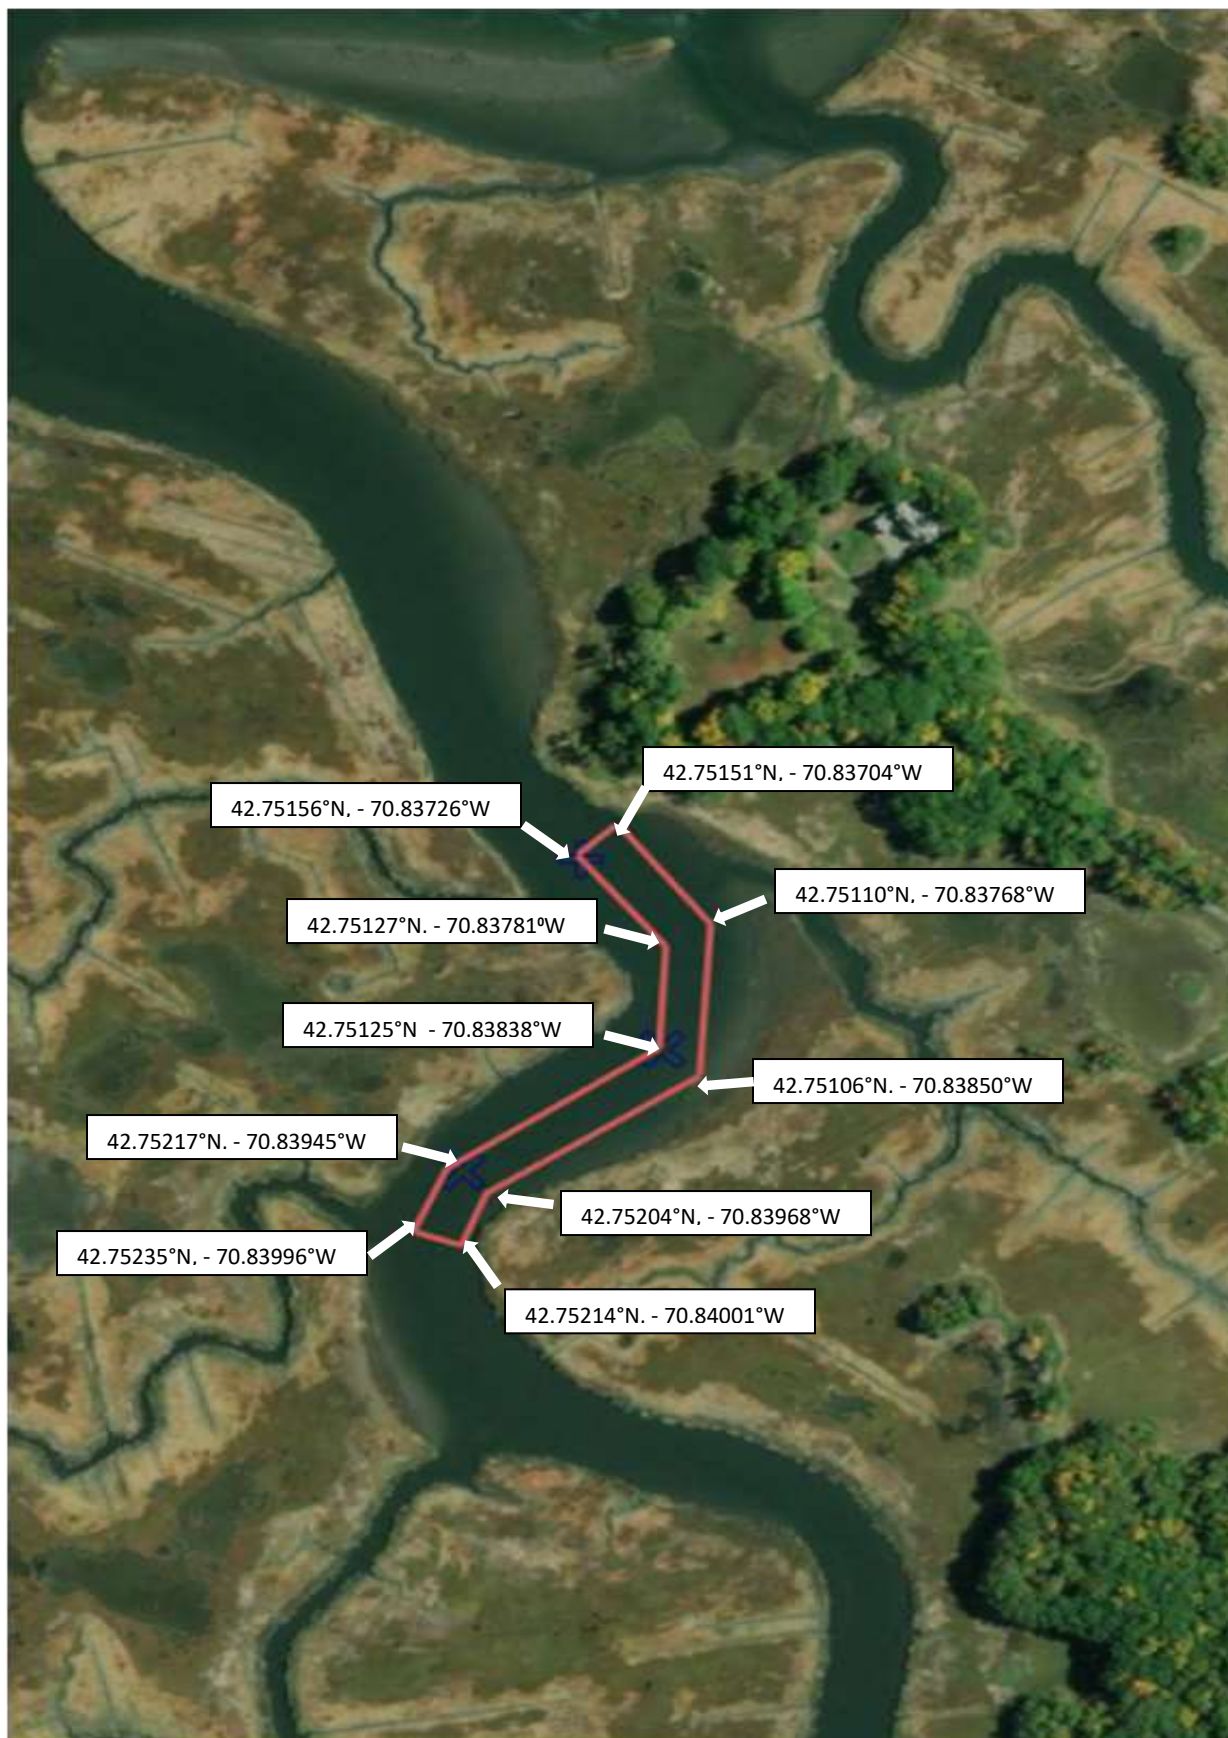 42.75151°N, - 70.83704°W
42.75156°N, - 70.83726°W
42.75110°N, - 70.83768°W
42.75127°N. - 70.83781⁰W
42.75125°N - 70.83838°W
42.75106°N. - 70.83850°W
42.75217°N. - 70.83945°W
42.75204°N, - 70.83968°W
42.75235°N, - 70.83996°W
42.75214°N. - 70.84001°W